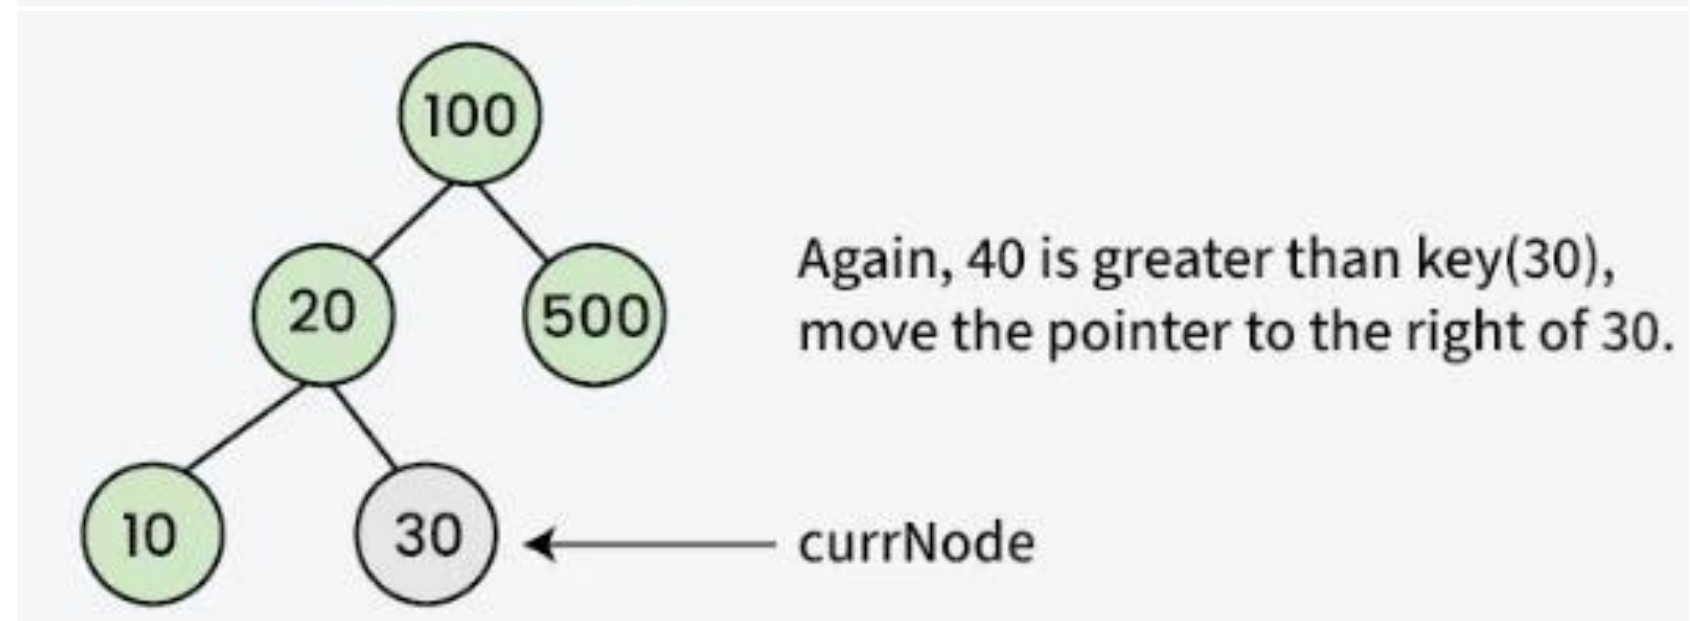 100
20
500
Again, 40 is greater than key(30),
move the pointer to the right of 30.
10
30
currNode